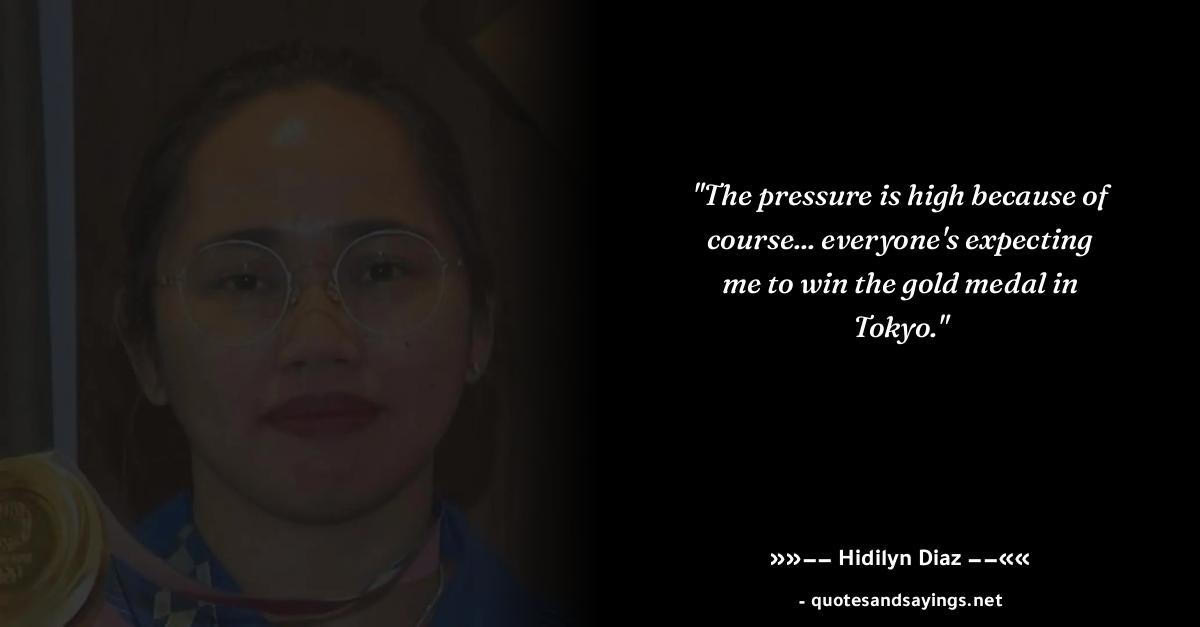 "The pressure is high because of
course... everyone's expecting
me to win the gold medal in
Tokyo."
»»–– Hidilyn Diaz ––««
- quotesandsayings.net